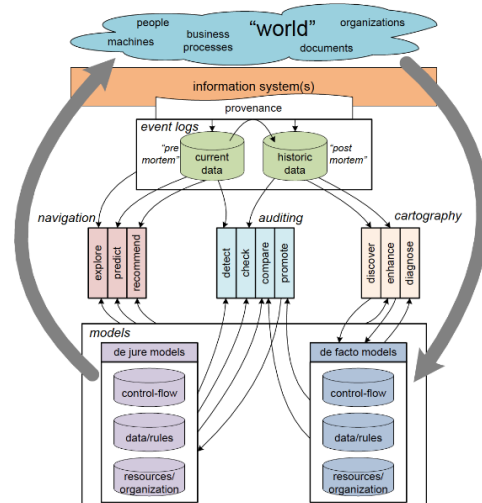 people
organizations
"world"
machines
business
processes
documents
information system(s)
provenance
event logs
"pre
mortem"
current
data
historic
data
"post
mortem"
navigation
auditing
cartography
explore
predict
recommend
detect
check
compare
promote
discover
enhance
diagnose
models
de jure models
de facto models
control-flow
control-flow
data/rules
data/rules
resources/
organization
resources/
organization